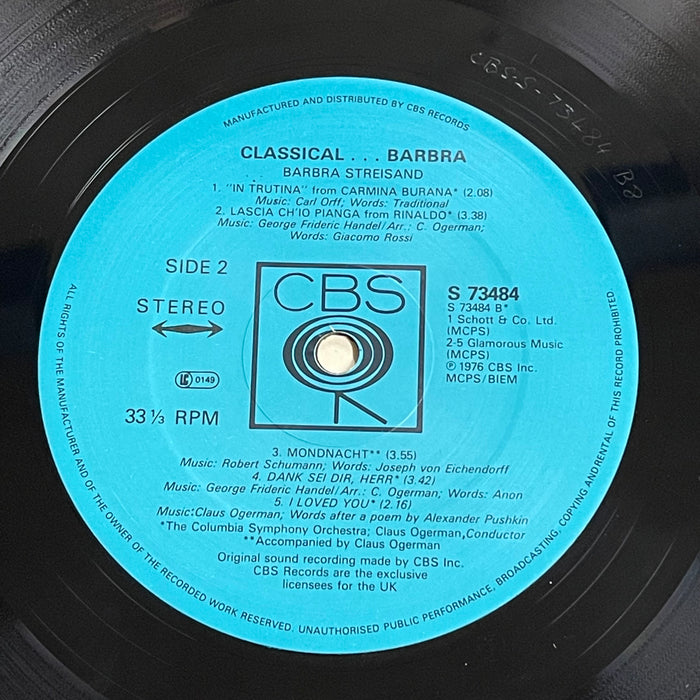 CBS-S-73484 B2
MANUFACTURED AND DISTRIBUTED BY CBS RECORDS
CLASSICAL . . . BARBRA
BARBRA STREISAND
1. "IN TRUTINA" from CARMINA BURANA* (2.08)
Music: Carl Orff; Words: Traditional
2. LASCIA CH'IO PIANGA from RINALDO* (3.38)
Music: George Frideric Handel/Arr.: C. Ogerman;
Words: Giacomo Rossi
SIDE 2
STEREO
LC 0149
33 ⅓ RPM
CBS
S 73484
S 73484 B*
1 Schott & Co. Ltd.
(MCPS)
2-5 Glamorous Music
(MCPS)
℗ 1976 CBS Inc.
MCPS/BIEM
3. MONDNACHT** (3.55)
Music: Robert Schumann; Words: Joseph von Eichendorff
4. DANK SEI DIR, HERR* (3.42)
Music: George Frideric Handel/Arr.: C. Ogerman; Words: Anon
5. I LOVED YOU* (2.16)
Music:Claus Ogerman; Words after a poem by Alexander Pushkin
*The Columbia Symphony Orchestra; Claus Ogerman,Conductor
**Accompanied by Claus Ogerman
Original sound recording made by CBS Inc.
CBS Records are the exclusive
licensees for the UK
ALL RIGHTS OF THE MANUFACTURER AND OF THE OWNER OF THE RECORDED WORK RESERVED. UNAUTHORISED PUBLIC PERFORMANCE, BROADCASTING, COPYING ANDRENTAL OF THIS RECORD PROHIBITED